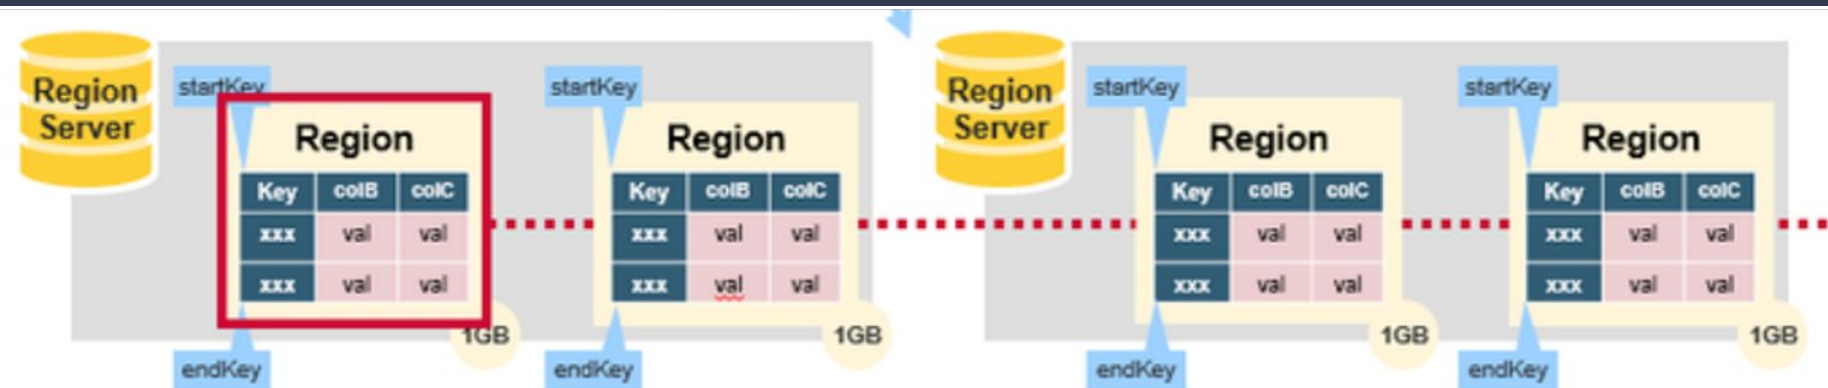 Region
Server
startKey
Region
Key colB colC
xxx val val
xxx val val
1GB
endKey
startKey
Region
Key colB colC
xxx val val
xxx val val
1GB
endKey
Region
Server
startKey
Region
Key colB colC
xxx val val
xxx val val
1GB
endKey
startKey
Region
Key colB colC
xxx val val
xxx val val
1GB
endKey